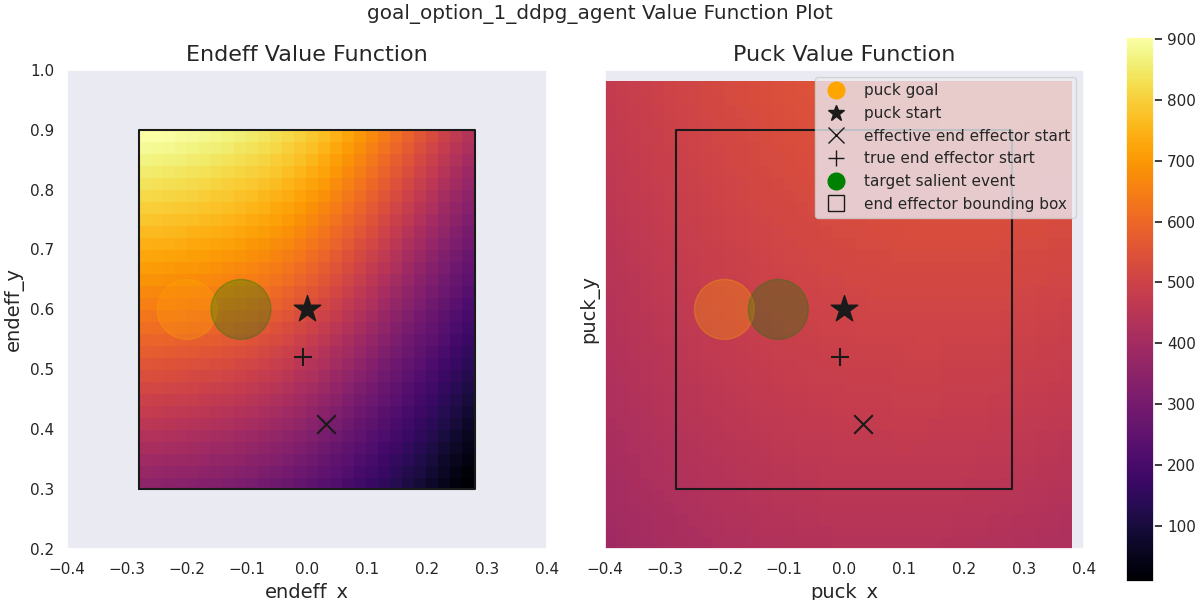 goal_option_1_ddpg_agent Value Function Plot
Endeff Value Function
1.0
0.9
0.8
0.7
0.6
0.5
0.4
0.3
0.2
endeff_y
−0.4 −0.3 −0.2 −0.1 0.0 0.1 0.2 0.3 0.4
endeff_x
Puck Value Function
puck goal
puck start
effective end effector start
true end effector start
target salient event
end effector bounding box
puck_y
−0.4 −0.3 −0.2 −0.1 0.0 0.1 0.2 0.3 0.4
puck_x
900
800
700
600
500
400
300
200
100